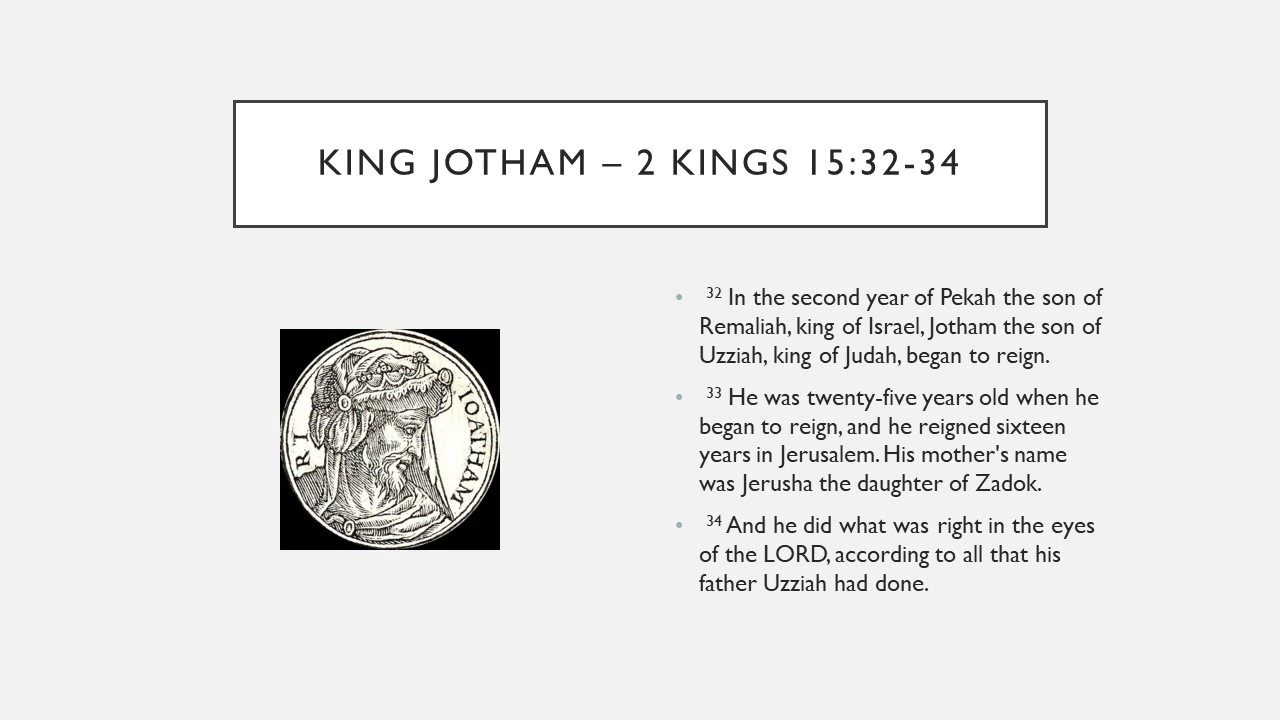 KING JOTHAM – 2 KINGS 15:32-34
RI IOATHAM
• 32 In the second year of Pekah the son of
Remaliah, king of Israel, Jotham the son of
Uzziah, king of Judah, began to reign.
• 33 He was twenty-five years old when he
began to reign, and he reigned sixteen
years in Jerusalem. His mother's name
was Jerusha the daughter of Zadok.
• 34 And he did what was right in the eyes
of the LORD, according to all that his
father Uzziah had done.